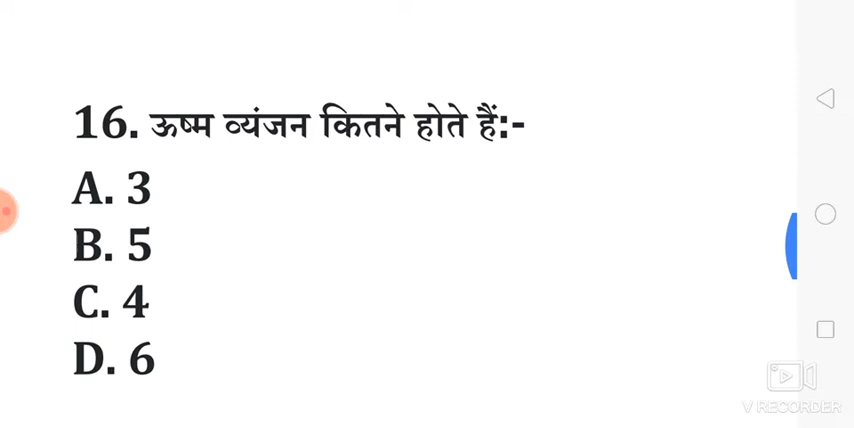 16. ऊष्म व्यंजन कितने होते हैं:-
A. 3
B. 5
C. 4
D. 6
V RECORDER